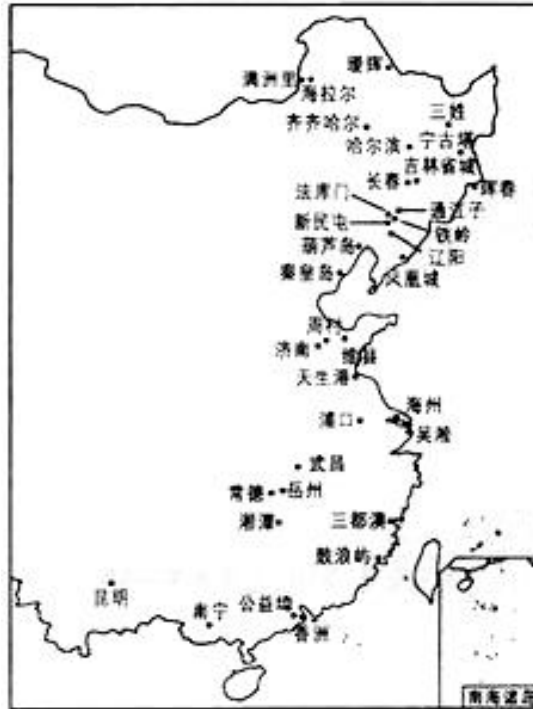 瑷珲
满洲里
海拉尔
三姓
齐齐哈尔
宁古塔
哈尔滨
吉林省城
长春
珲春
法库门
通江子
新民屯
铁岭
葫芦岛
辽阳
秦皇岛
凤凰城
周村
济南
潍县
天生港
海州
浦口
吴淞
武昌
岳州
常德
湘潭
三都澳
鼓浪屿
昆明
公益埠
南宁
香洲
南海诸岛